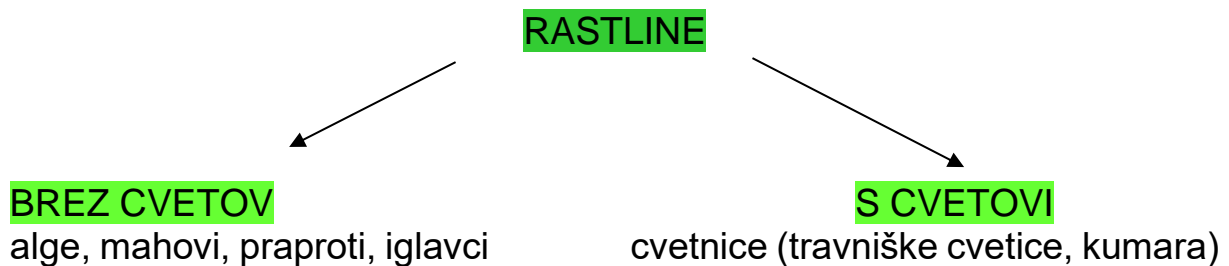 RASTLINE
BREZ CVETOV
S CVETOVI
alge, mahovi, praproti, iglavci
cvetnice (travniške cvetice, kumara)